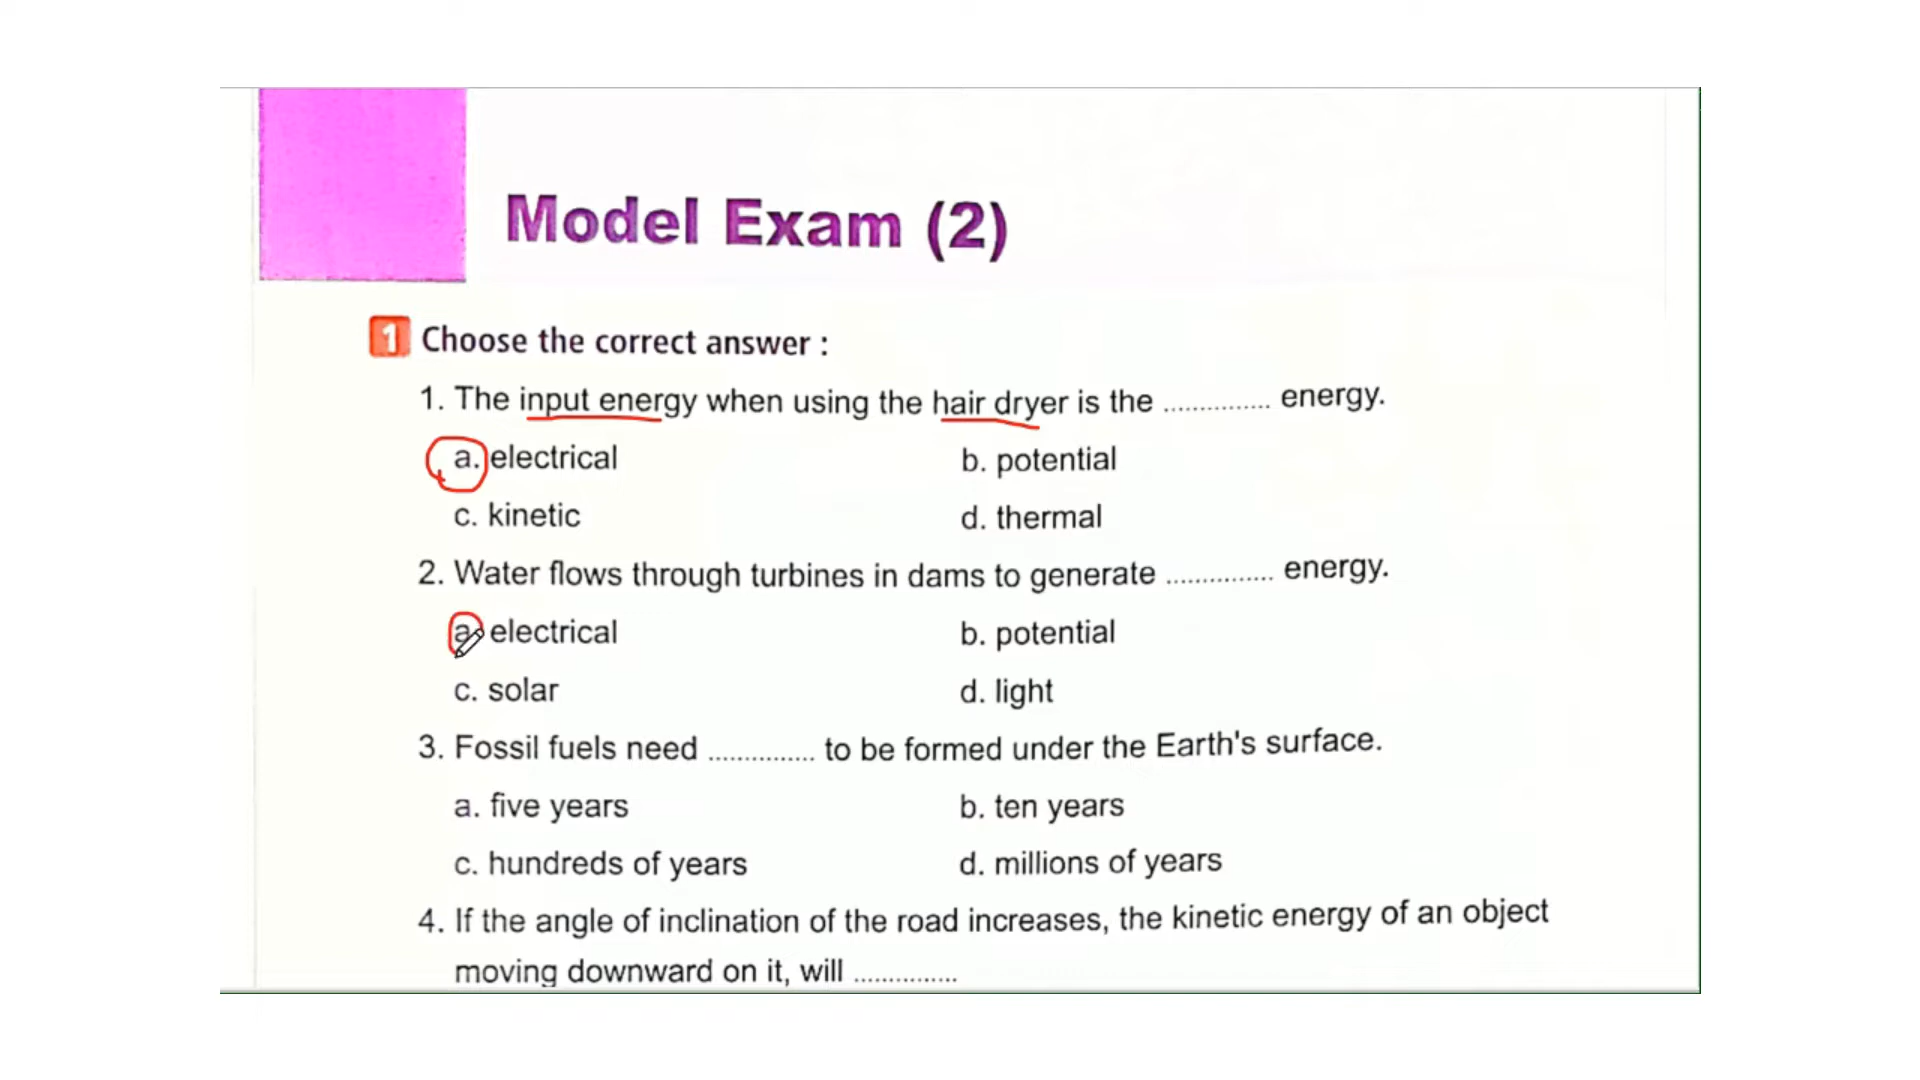 Model Exam (2)
1 Choose the correct answer :
1. The input energy when using the hair dryer is the ............... energy.
a. electrical b. potential
c. kinetic d. thermal
2. Water flows through turbines in dams to generate ............... energy.
a. electrical b. potential
c. solar d. light
3. Fossil fuels need ............... to be formed under the Earth's surface.
a. five years b. ten years
c. hundreds of years d. millions of years
4. If the angle of inclination of the road increases, the kinetic energy of an object
moving downward on it, will ...............